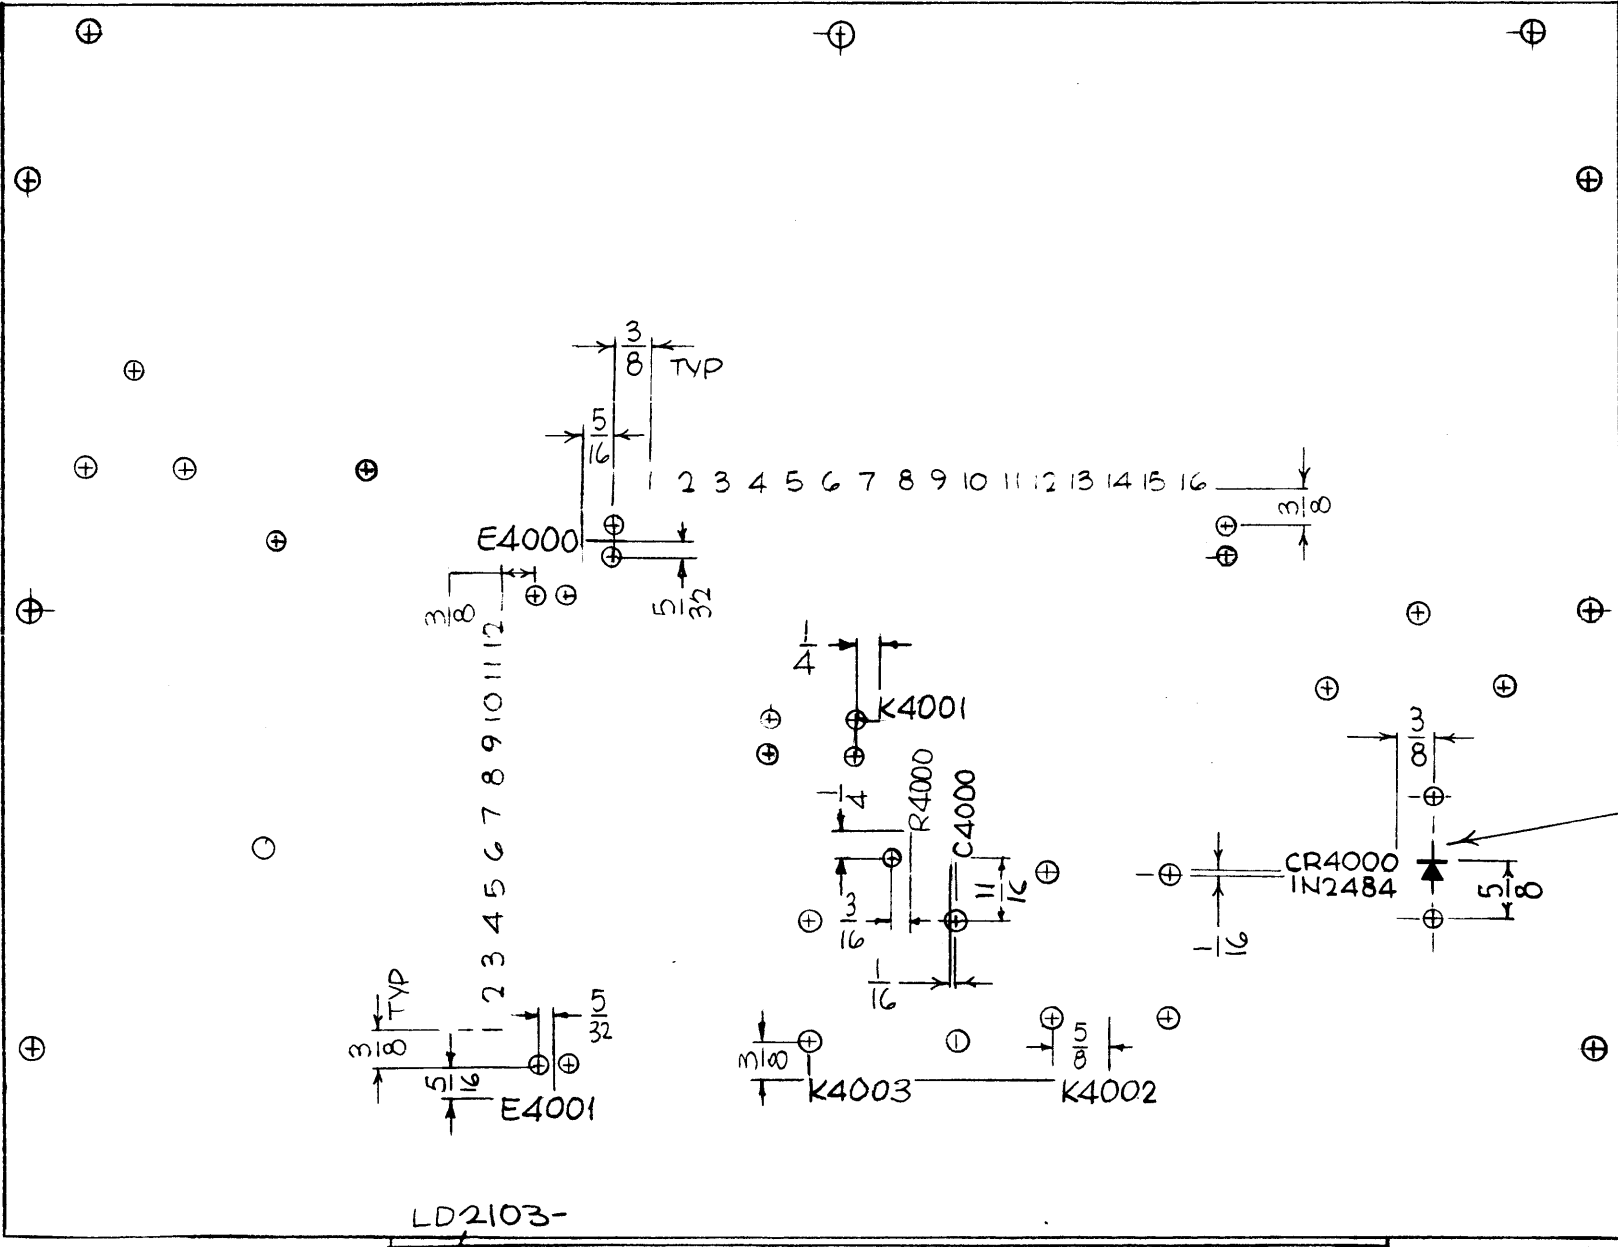 3/8 TYP
5/16
1 2 3 4 5 6 7 8 9 10 11 12 13 14 15 16
3/8
E4000
5/32
3/8
1 2 3 4 5 6 7 8 9 10 11 12
1/4
K4001
1/4
R4000
C4000
3/8
CR4000
1N2484
5/8
11/16
3/16
1/16
1/16
TYP
3/8
5/32
5/16
E4001
3/8
5/8
K4003
K4002
LD2103-